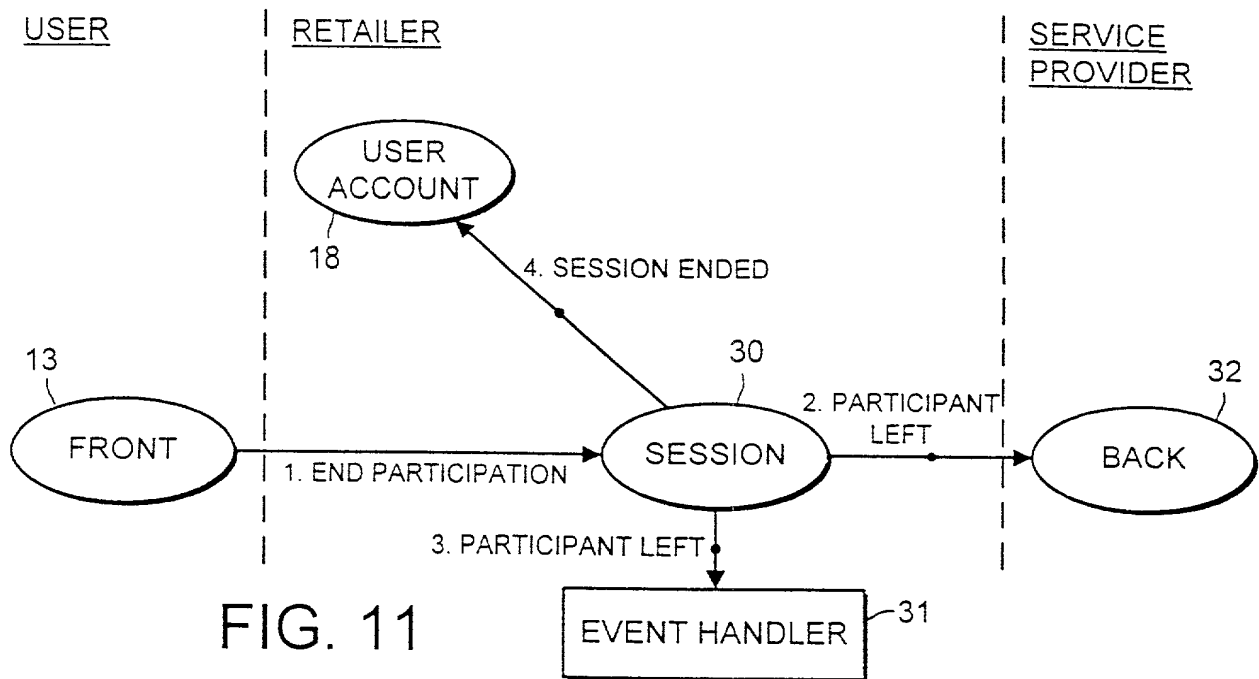 USER
RETAILER
SERVICE
PROVIDER
USER
ACCOUNT
18
4. SESSION ENDED
13
30
32
2. PARTICIPANT
LEFT
FRONT
SESSION
BACK
1. END PARTICIPATION
3. PARTICIPANT LEFT
31
EVENT HANDLER
FIG. 11